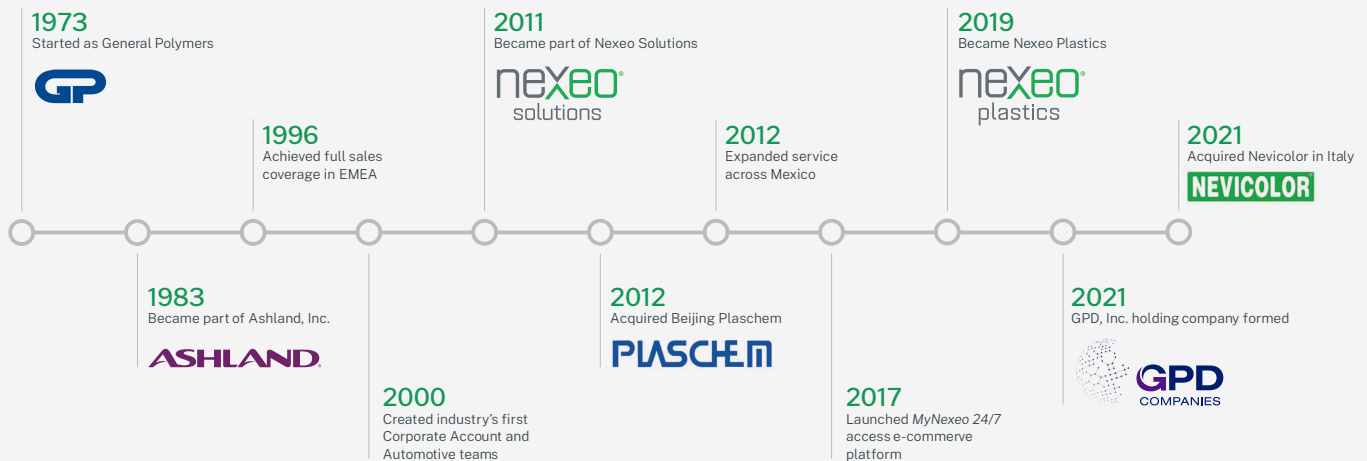 1973
Started as General Polymers
GP
1983
Became part of Ashland, Inc.
ASHLAND
1996
Achieved full sales
coverage in EMEA
2000
Created industry's first
Corporate Account and
Automotive teams
2011
Became part of Nexeo Solutions
nexeo®
solutions
2012
Acquired Beijing Plaschem
PLASCHEM
2012
Expanded service
across Mexico
2017
Launched MyNexeo 24/7
access e-commerve
platform
2019
Became Nexeo Plastics
nexeo®
plastics
2021
GPD, Inc. holding company formed
GPD
COMPANIES
2021
Acquired Nevicolor in Italy
NEVICOLOR